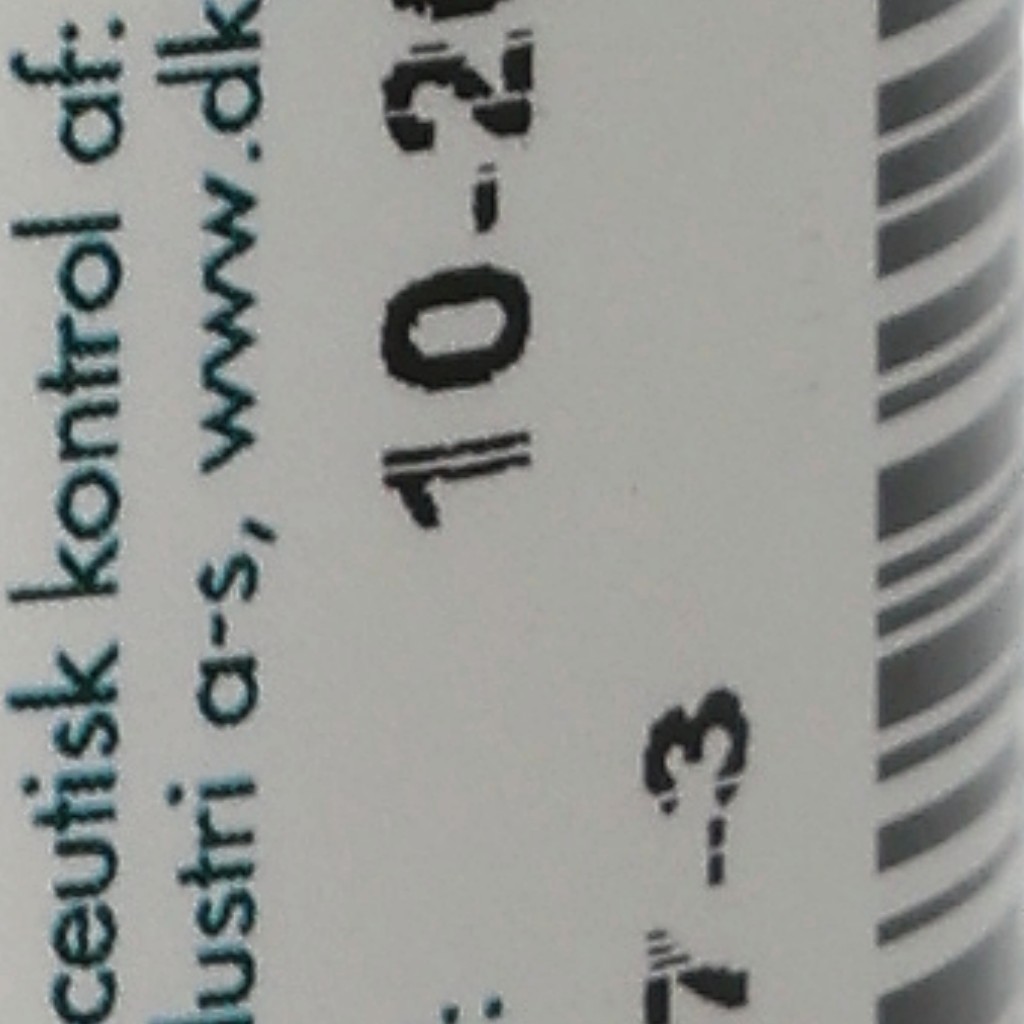 ceutisk kontrol af:
lustri a-s, www.dk
: 10-2
7-3